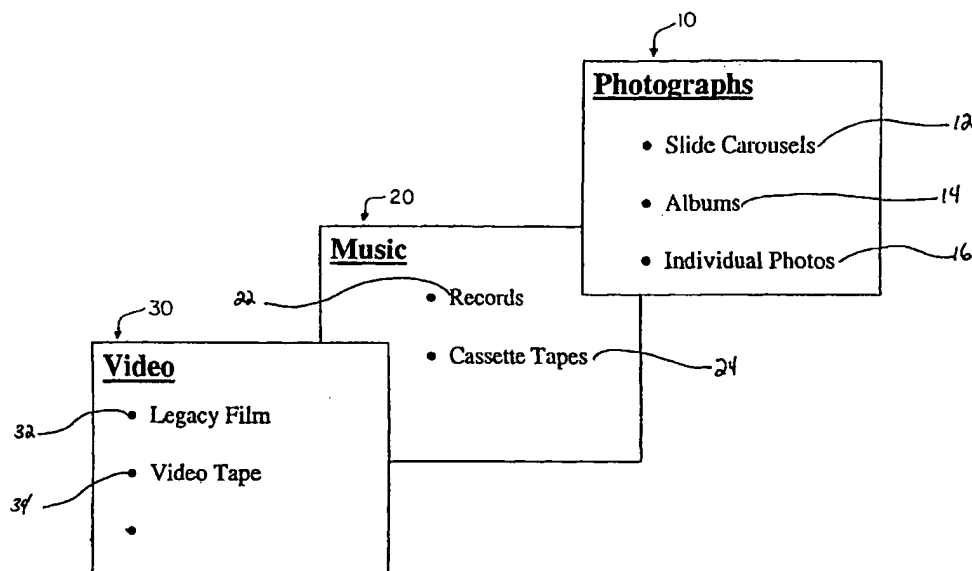 10
Photographs
• Slide Carousels 12
• Albums 14
• Individual Photos 16
20
Music
22 • Records
• Cassette Tapes 24
30
Video
32 • Legacy Film
34 • Video Tape
•